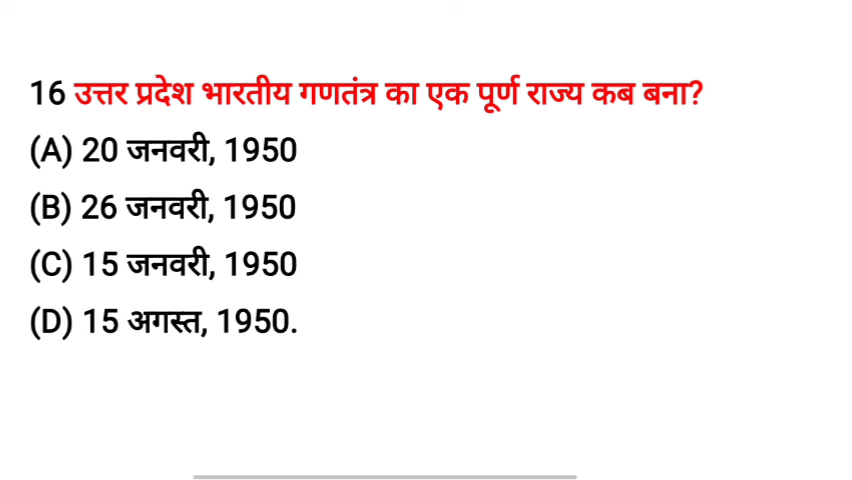 16 उत्तर प्रदेश भारतीय गणतंत्र का एक पूर्ण राज्य कब बना?
(A) 20 जनवरी, 1950
(B) 26 जनवरी, 1950
(C) 15 जनवरी, 1950
(D) 15 अगस्त, 1950.